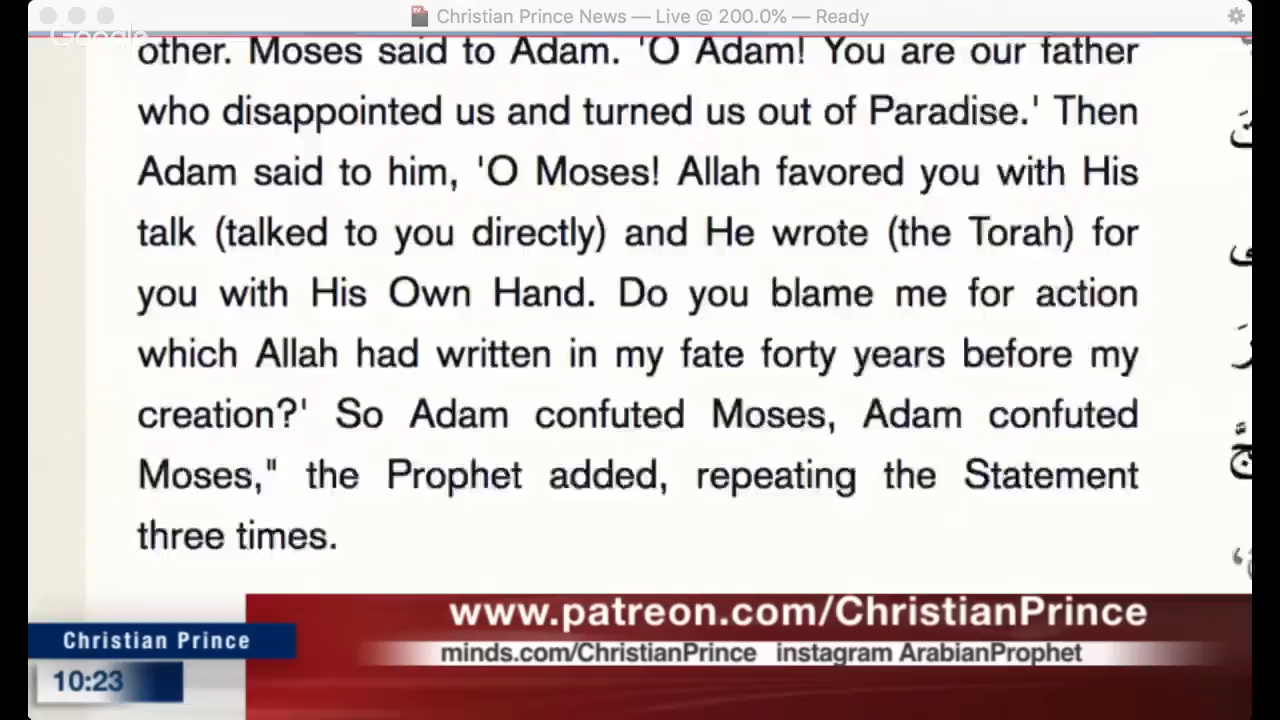 Christian Prince News — Live @ 200.0% — Ready
Google
other. Moses said to Adam. 'O Adam! You are our father
who disappointed us and turned us out of Paradise.' Then
Adam said to him, 'O Moses! Allah favored you with His
talk (talked to you directly) and He wrote (the Torah) for
you with His Own Hand. Do you blame me for action
which Allah had written in my fate forty years before my
creation?' So Adam confuted Moses, Adam confuted
Moses," the Prophet added, repeating the Statement
three times.
www.patreon.com/ChristianPrince
Christian Prince
minds.com/ChristianPrince instagram ArabianProphet
10:23